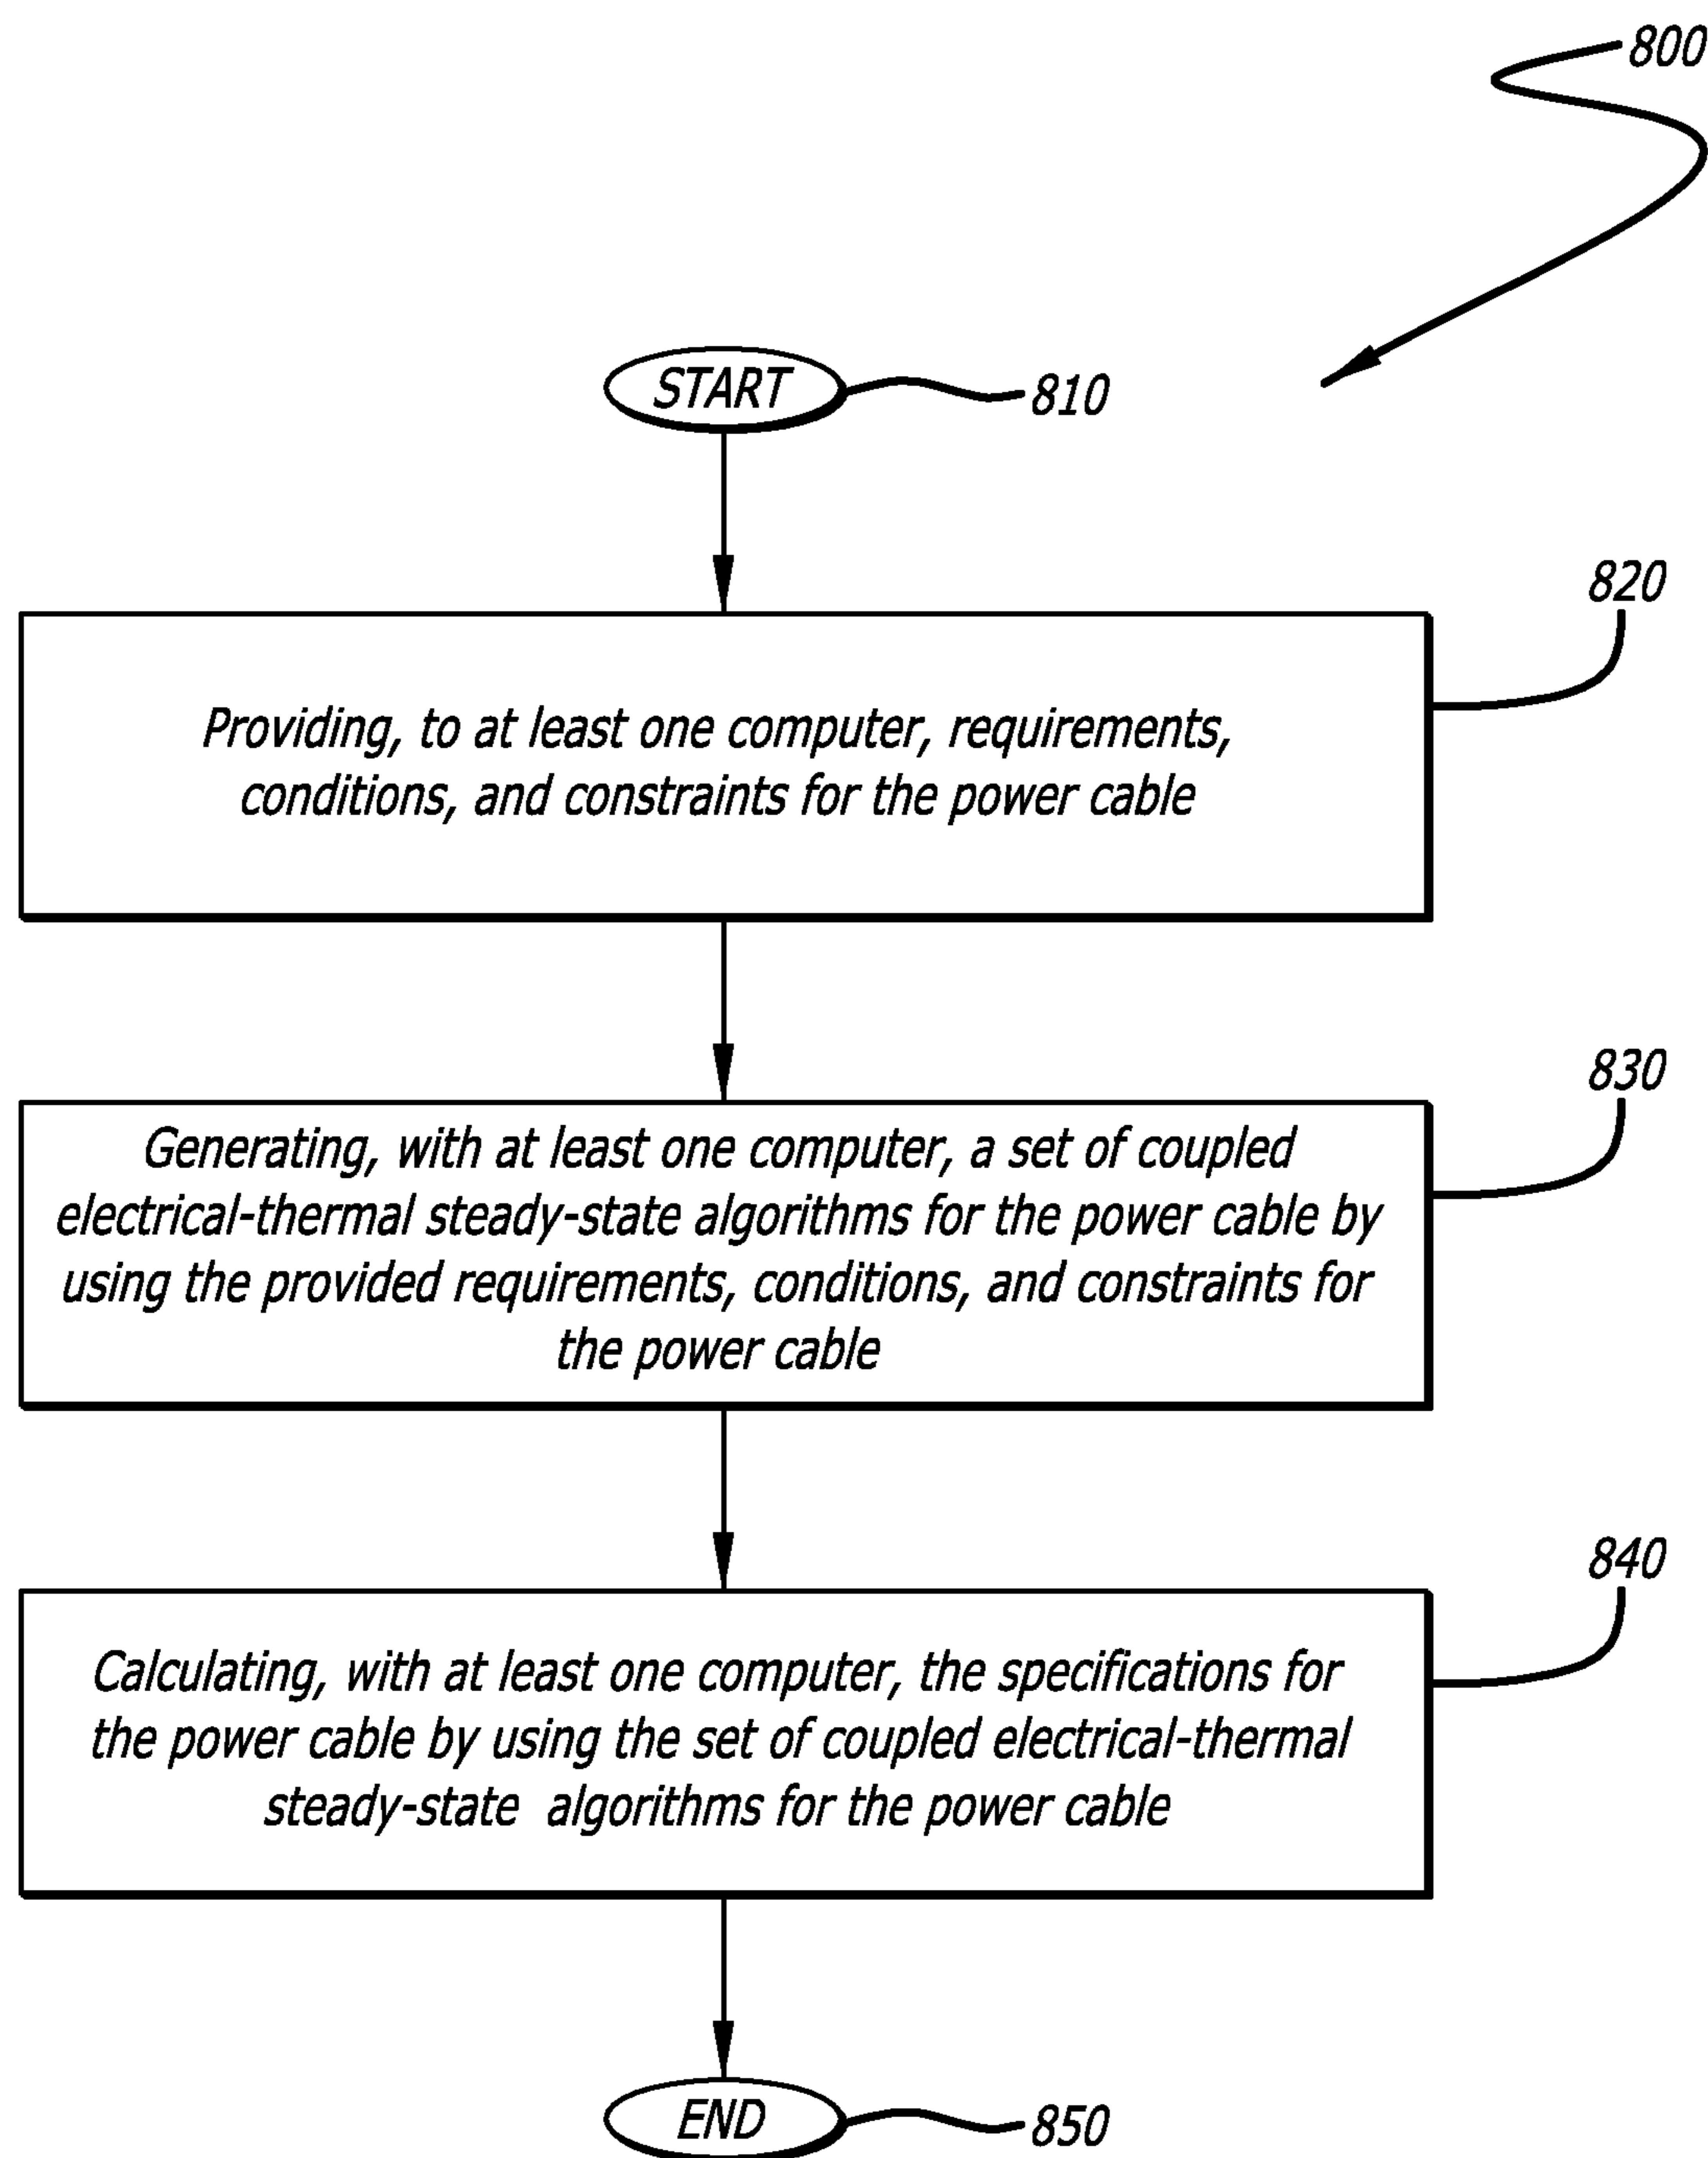 800
START
810
820
Providing, to at least one computer, requirements,
conditions, and constraints for the power cable
830
Generating, with at least one computer, a set of coupled
electrical-thermal steady-state algorithms for the power cable by
using the provided requirements, conditions, and constraints for
the power cable
840
Calculating, with at least one computer, the specifications for
the power cable by using the set of coupled electrical-thermal
steady-state algorithms for the power cable
END
850